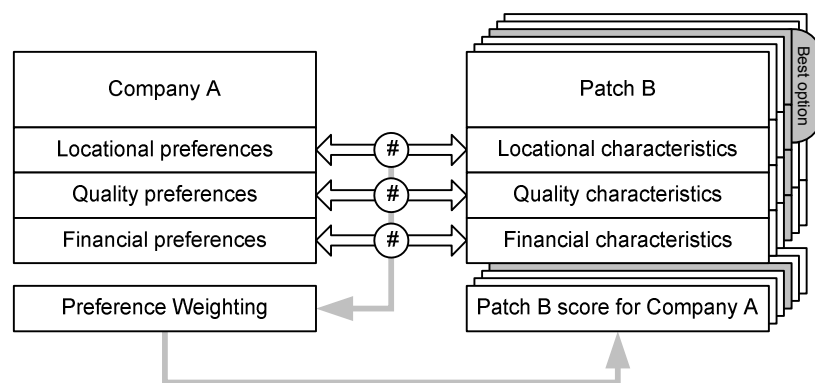 Company A
Patch B
Best option
Locational preferences
#
Locational characteristics
Quality preferences
#
Quality characteristics
Financial preferences
#
Financial characteristics
Preference Weighting
Patch B score for Company A